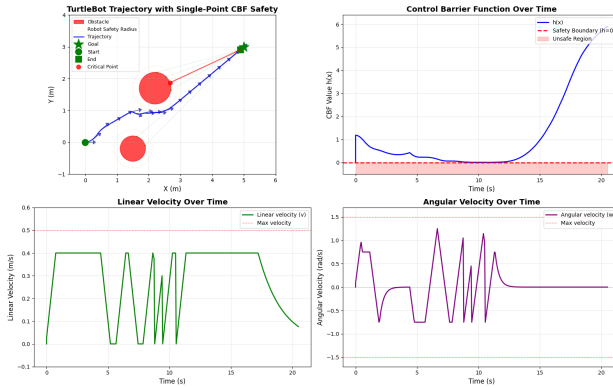 TurtleBot Trajectory with Single-Point CBF Safety
Obstacle
Robot Safety Radius
Trajectory
Goal
Start
End
Critical Point
4
3
2
1
0
−1
Y (m)
−1 0 1 2 3 4 5 6
X (m)
Control Barrier Function Over Time
h(x)
Safety Boundary (h=0)
Unsafe Region
6
5
4
3
2
1
0
CBF Value h(x)
0 5 10 15 20
Time (s)
Linear Velocity Over Time
Linear velocity (v)
Max velocity
0.6
0.5
0.4
0.3
0.2
0.1
0.0
−0.1
Linear Velocity (m/s)
0 5 10 15 20
Time (s)
Angular Velocity Over Time
Angular velocity (w)
Max velocity
1.5
1.0
0.5
0.0
−0.5
−1.0
−1.5
Angular Velocity (rad/s)
0 5 10 15 20
Time (s)